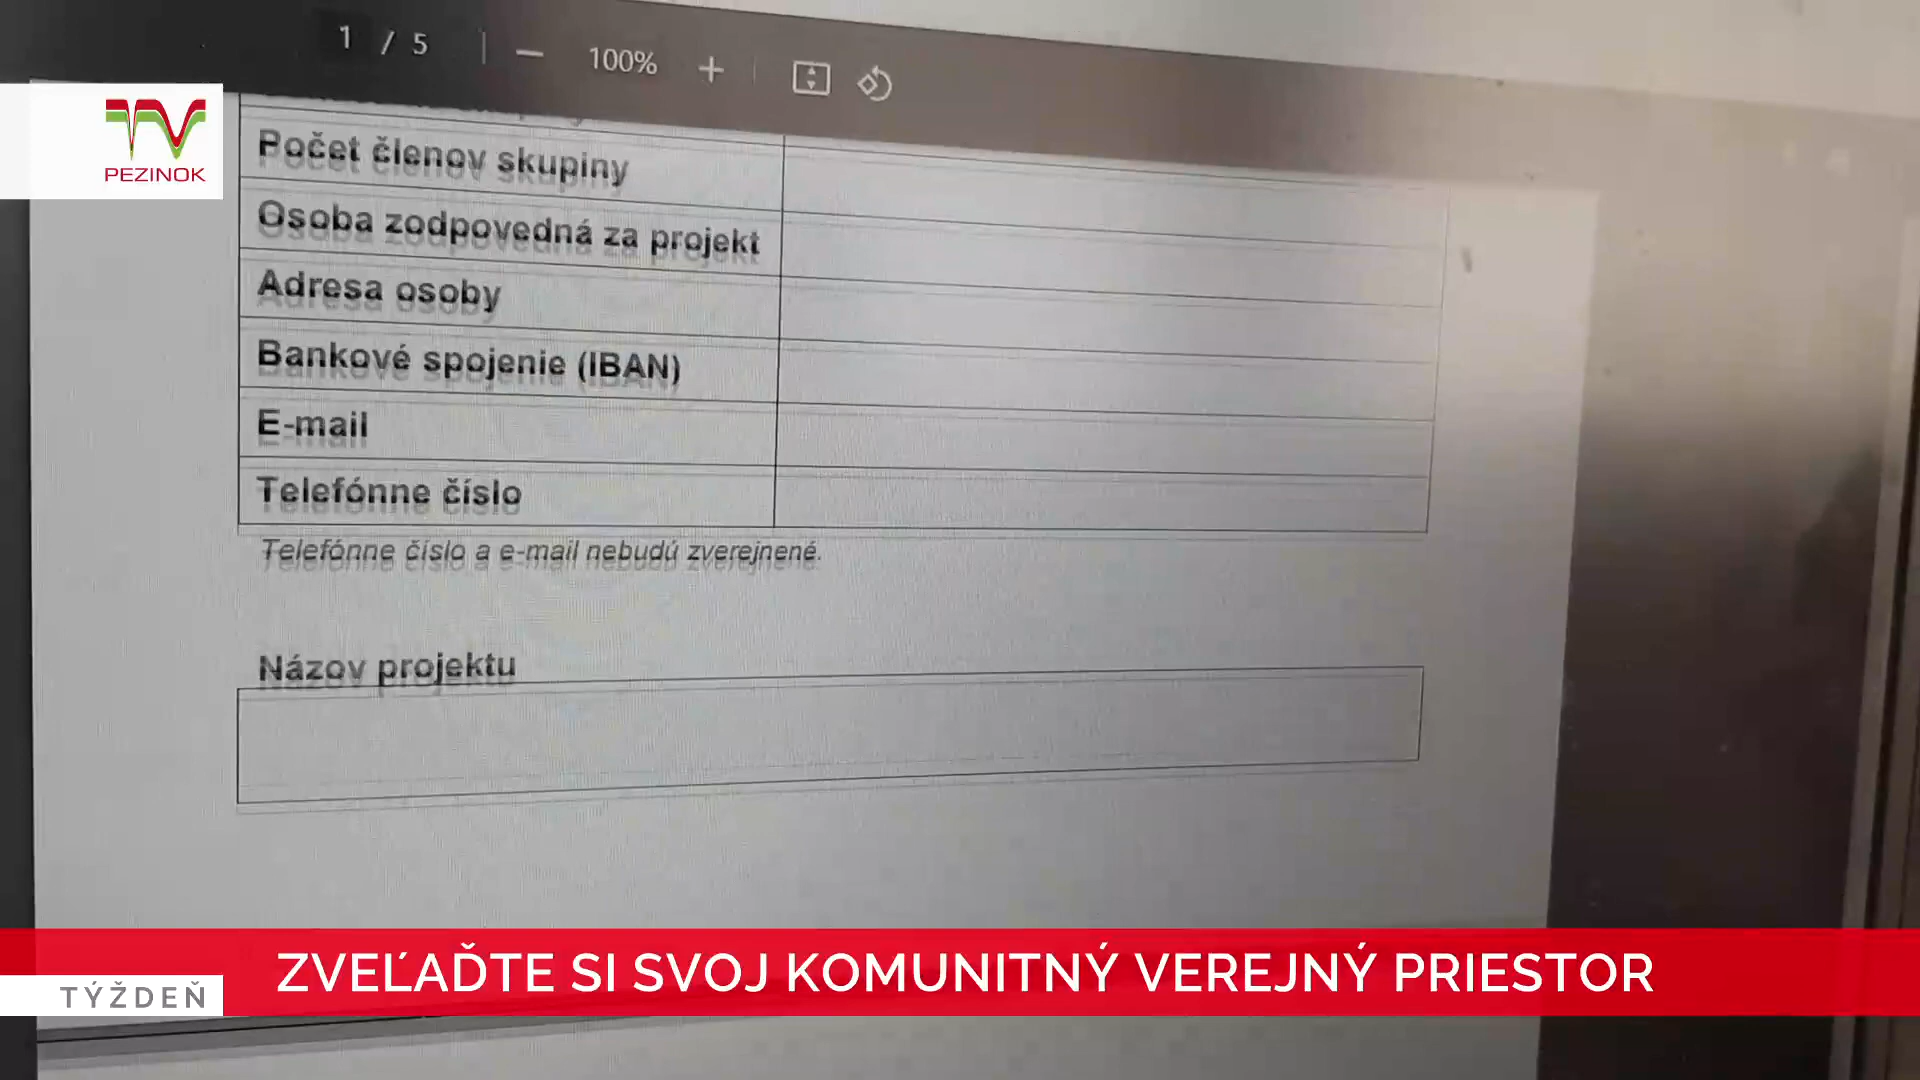 1 / 5
100%
TV
PEZINOK
Počet členov skupiny
Osoba zodpovedná za projekt
Adresa osoby
Bankové spojenie (IBAN)
E-mail
Telefónne číslo
Telefónne číslo a e-mail nebudú zverejnené.
Názov projektu
ZVEĽAĎTE SI SVOJ KOMUNITNÝ VEREJNÝ PRIESTOR
TÝŽDEŇ